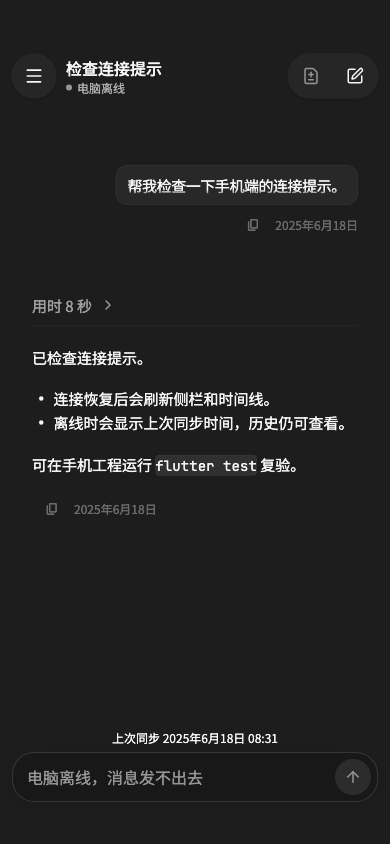 检查连接提示
电脑离线
帮我检查一下手机端的连接提示。
2025年6月18日
用时 8 秒
已检查连接提示。
• 连接恢复后会刷新侧栏和时间线。
• 离线时会显示上次同步时间，历史仍可查看。
可在手机工程运行 flutter test 复验。
2025年6月18日
上次同步 2025年6月18日 08:31
电脑离线，消息发不出去